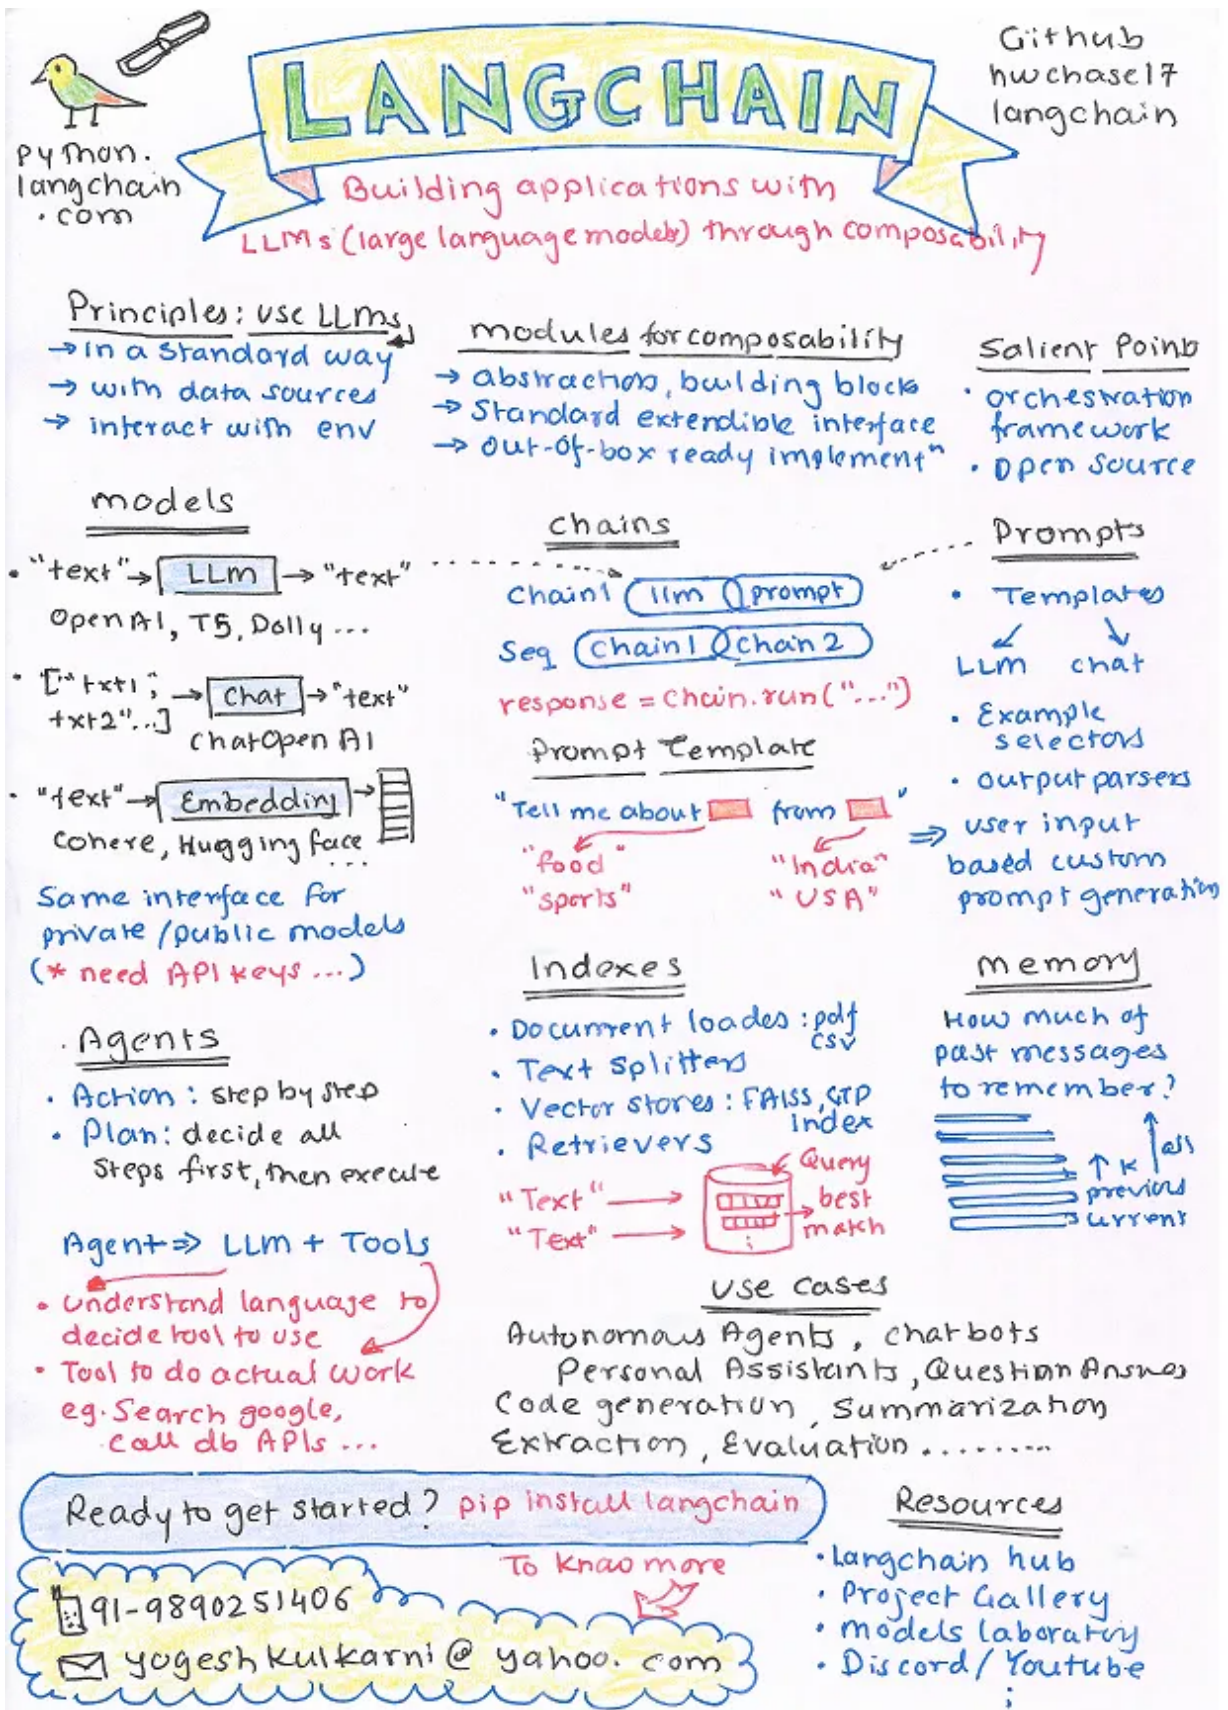 LANGCHAIN
Github
hwchase17
langchain
python.
langchain
.com
Building applications with
LLMs (large language models) through composability
Principles: use LLMs
→ in a standard way
→ with data sources
→ interact with env
modules for composability
→ abstractions, building blocks
→ Standard extendible interface
→ out-of-box ready implementⁿ
Salient Points
• orchestration
framework
• open source
models
• "text" → LLM → "text"
OpenAI, T5, Dolly ...
• ["txt1", → Chat → "text"
txt2"...]
ChatOpen AI
• "text" → Embedding →
Cohere, Hugging face
...
Same interface for
private / public models
(* need API keys ...)
chains
Chain1 llm prompt
Seq Chain1 Chain 2
response = chain.run("...")
Prompt Template
"Tell me about from "
"food" "India"
"sports" "USA"
Prompts
• Templates
LLM chat
• Example
selectors
• output parsers
⇒ user input
based custom
prompt generation
. Agents
• Action: step by step
• Plan: decide all
steps first, then execute
Agent ⇒ LLM + Tools
• understand language to
decide tool to use
• Tool to do actual work
eg. Search google,
call db APIs ...
Indexes
• Document loades : pdf
csv
• Text splitters
• Vector stores : FAISS, GTP
Index
• Retrievers
Query
"Text" → best
"Text" → match
memory
How much of
past messages
to remember?
all
↑ K
previous
current
use cases
Autonomous Agents, chatbots
Personal Assistants, Question Answer
Code generation, Summarization
Extraction, Evaluation .........
Ready to get started? pip install langchain
To know more
91-9890251406
yogeshkulkarni@yahoo.com
Resources
• langchain hub
• Project Gallery
• models laboratory
• Discord / Youtube
⋮